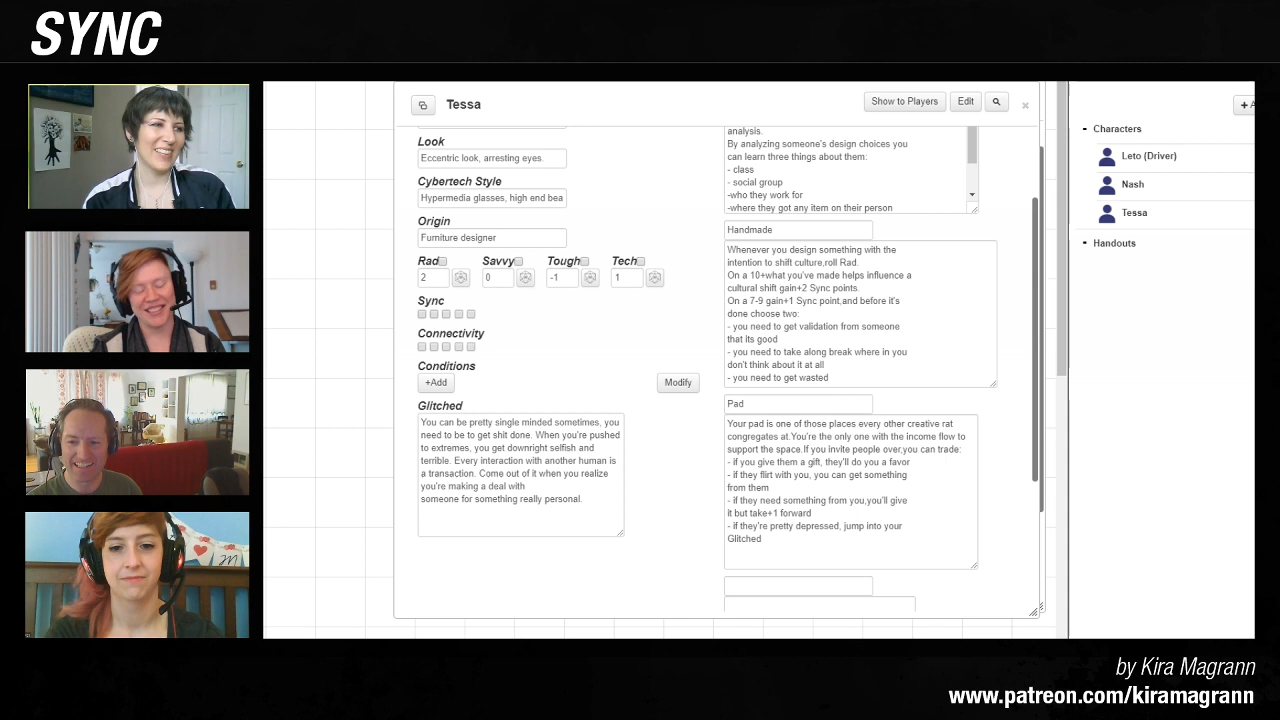 SYNC
Tessa
Show to Players
Edit
Look
Eccentric look, arresting eyes.
Cybertech Style
Hypermedia glasses, high end bea
Origin
Furniture designer
Rad
Savvy
Tough
Tech
2
0
-1
1
Sync
Connectivity
Conditions
+Add
Modify
Glitched
You can be pretty single minded sometimes, you
need to be to get shit done. When you're pushed
to extremes, you get downright selfish and
terrible. Every interaction with another human is
a transaction. Come out of it when you realize
you're making a deal with
someone for something really personal.
analysis.
By analyzing someone's design choices you
can learn three things about them:
- class
- social group
-who they work for
-where they got any item on their person
Handmade
Whenever you design something with the
intention to shift culture,roll Rad.
On a 10+what you've made helps influence a
cultural shift gain+2 Sync points.
On a 7-9 gain+1 Sync point,and before it's
done choose two:
- you need to get validation from someone
that its good
- you need to take along break where in you
don't think about it at all
- you need to get wasted
Pad
Your pad is one of those places every other creative rat
congregates at.You're the only one with the income flow to
support the space.If you invite people over,you can trade:
- if you give them a gift, they'll do you a favor
- if they flirt with you, you can get something
from them
- if they need something from you,you'll give
it but take+1 forward
- if they're pretty depressed, jump into your
Glitched
+ A
Characters
Leto (Driver)
Nash
Tessa
Handouts
by Kira Magrann
www.patreon.com/kiramagrann